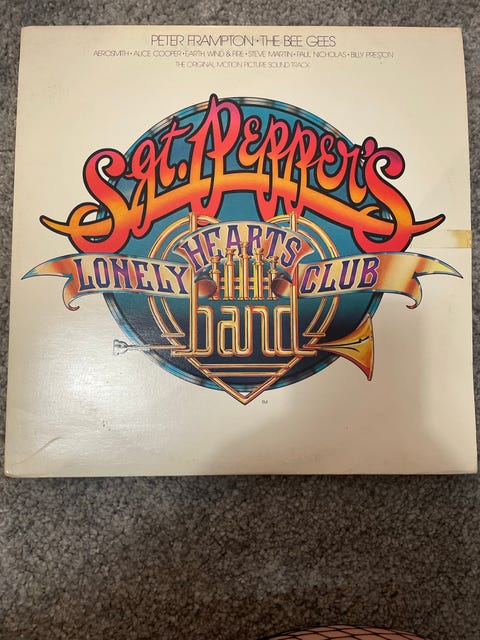 PETER FRAMPTON • THE BEE GEES
AEROSMITH • ALICE COOPER • EARTH, WIND & FIRE • STEVE MARTIN • PAUL NICHOLAS • BILLY PRESTON
THE ORIGINAL MOTION PICTURE SOUND TRACK
Sgt. PEPPER'S
LONELY HEARTS CLUB
band
TM